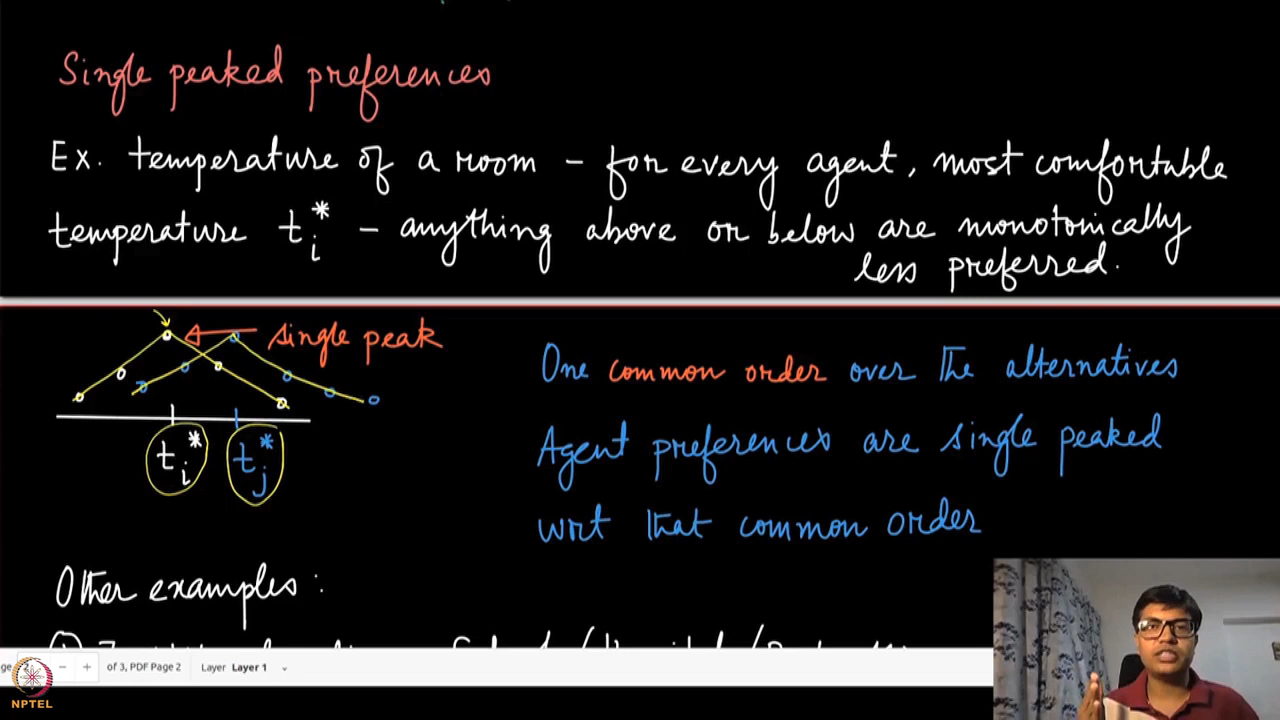 Single peaked preferences
Ex. temperature of a room – for every agent, most comfortable
temperature t_i^* – anything above or below are monotonically
less preferred.
single peak
t_i^* t_j^*
One common order over the alternatives
Agent preferences are single peaked
wrt that common order
Other examples :
of 3, PDF Page 2 Layer Layer 1
NPTEL